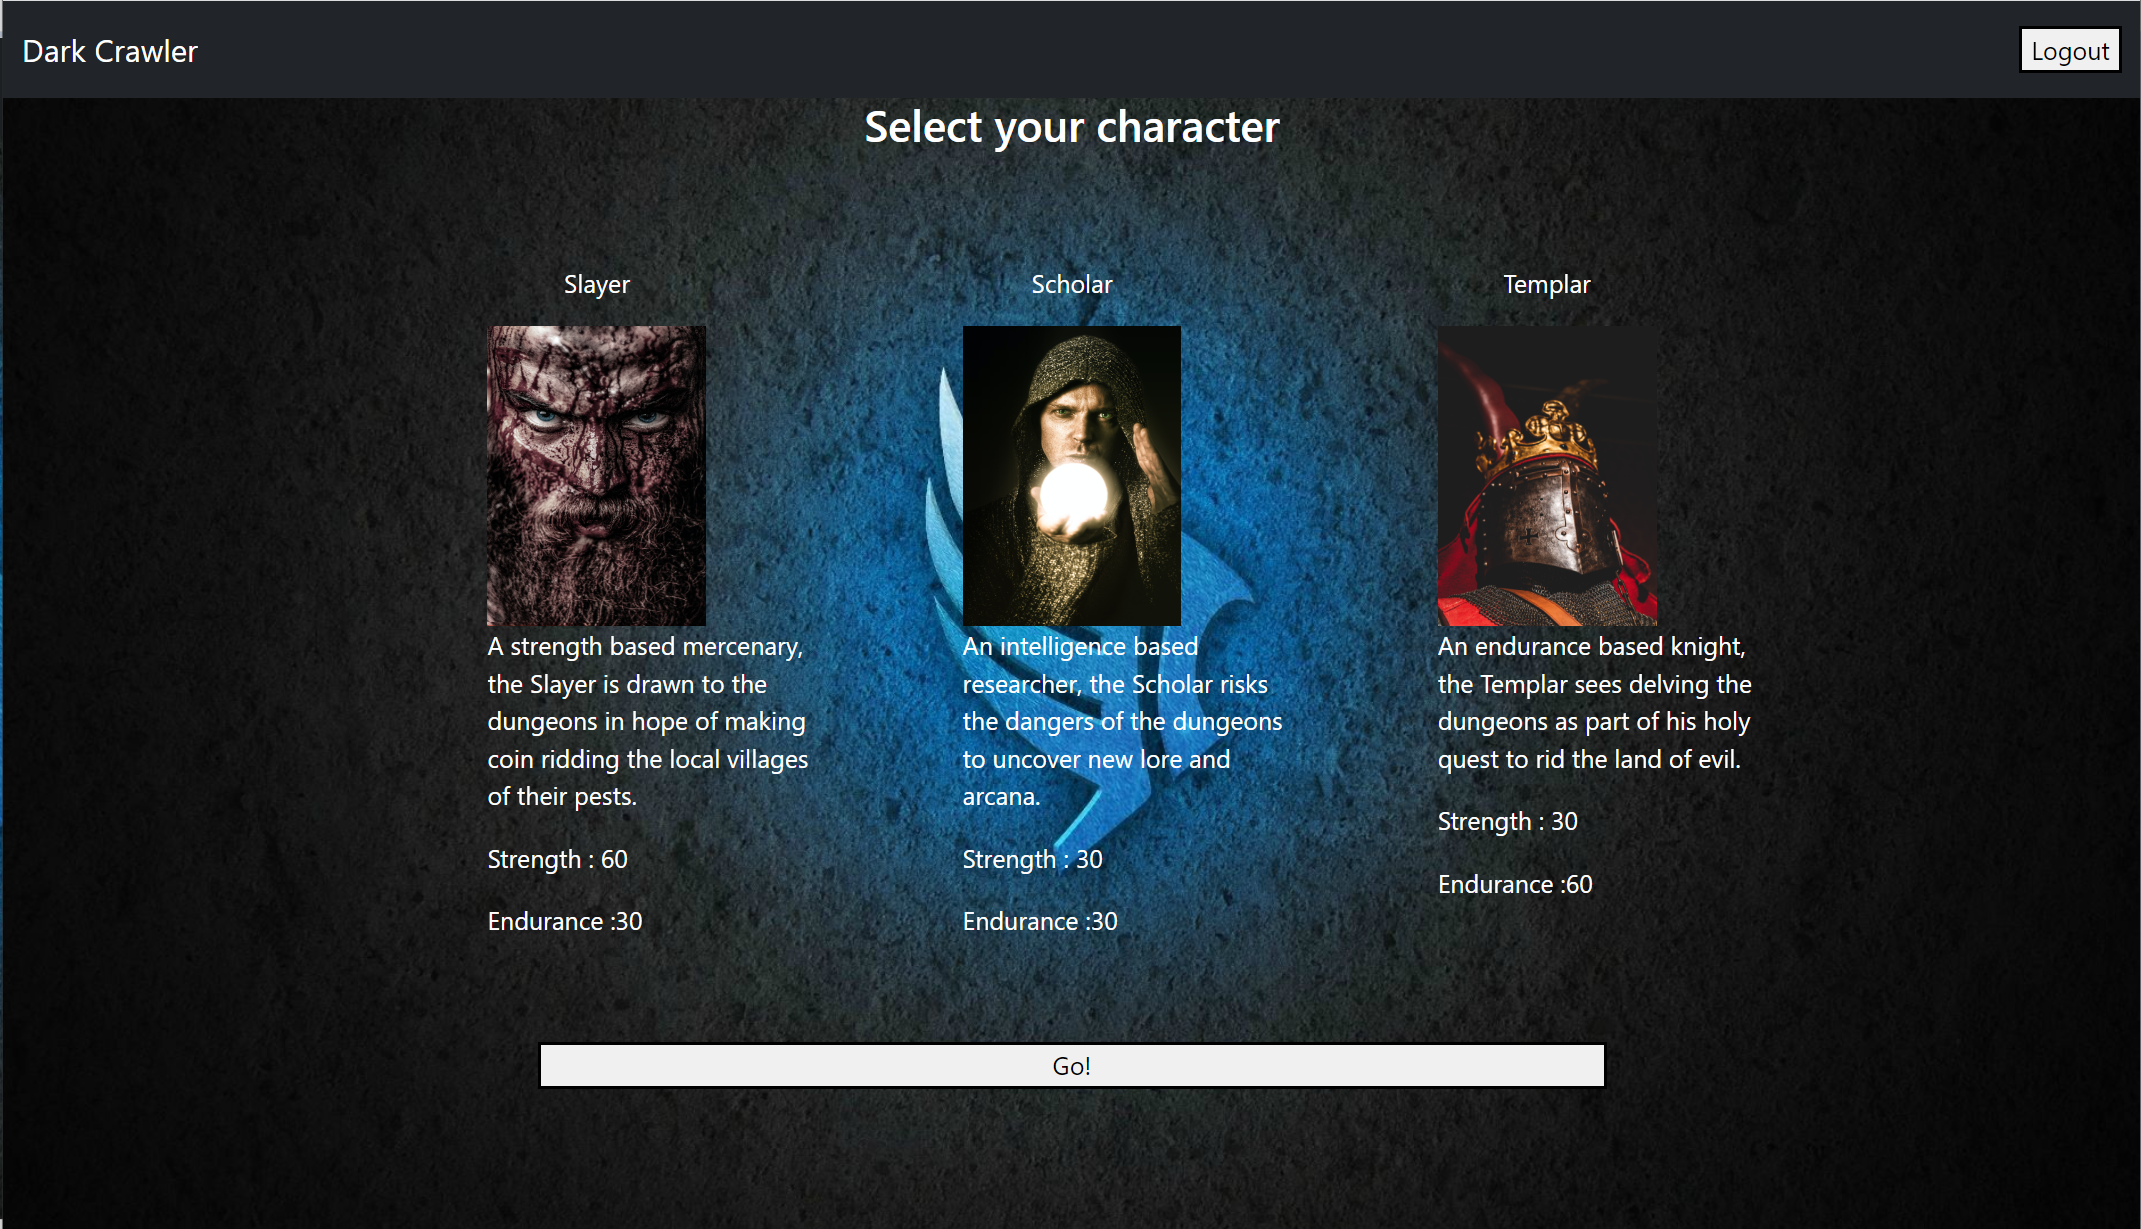 Dark Crawler
Logout
Select your character
Slayer
A strength based mercenary,
the Slayer is drawn to the
dungeons in hope of making
coin ridding the local villages
of their pests.
Strength : 60
Endurance :30
Scholar
An intelligence based
researcher, the Scholar risks
the dangers of the dungeons
to uncover new lore and
arcana.
Strength : 30
Endurance :30
Templar
An endurance based knight,
the Templar sees delving the
dungeons as part of his holy
quest to rid the land of evil.
Strength : 30
Endurance :60
Go!